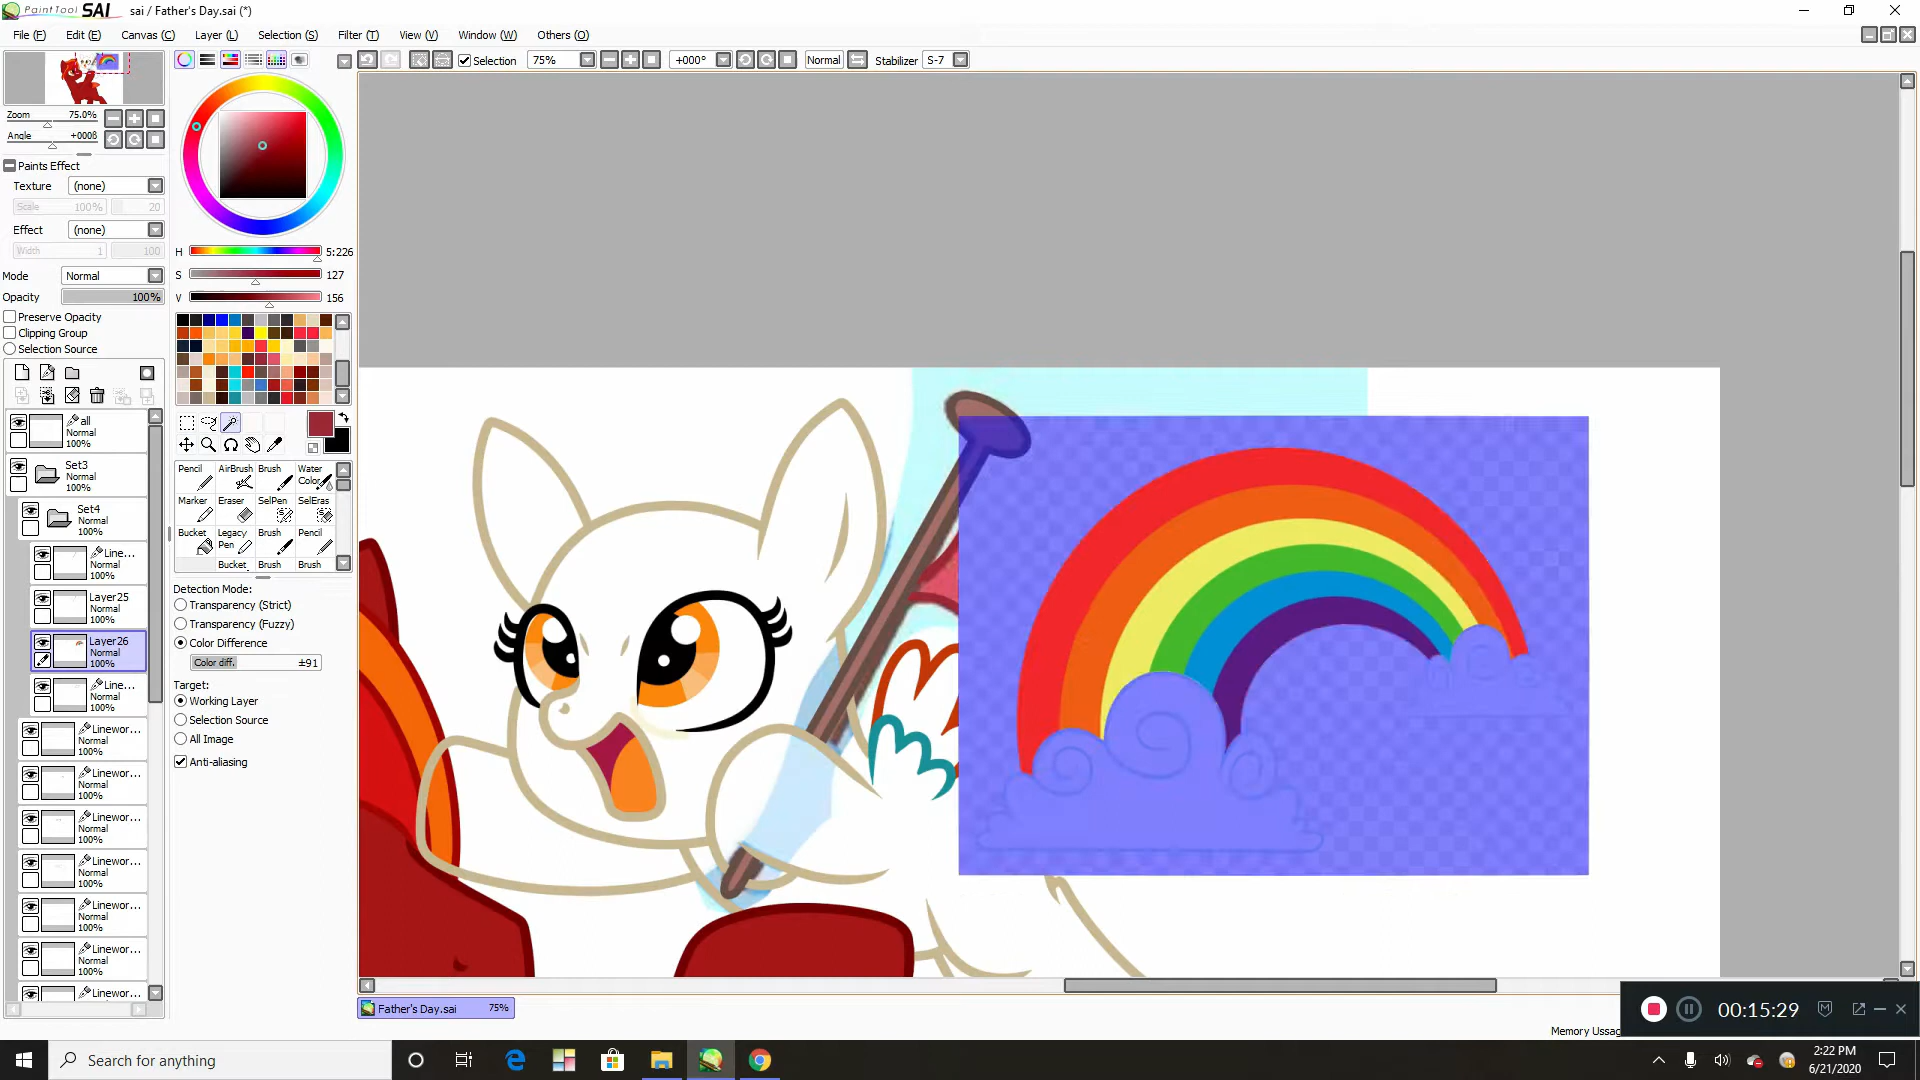 PaintTool SAI sai / Father's Day.sai (*)
File (F) Edit (E) Canvas (C) Layer (L) Selection (S) Filter (T) View (V) Window (W) Others (O)
Selection 75% +000° Normal Stabilizer S-7
Zoom 75.0%
Angle +000ß
Paints Effect
Texture (none)
Scale 100% 20
Effect (none)
Width 1 100
Mode Normal
Opacity 100%
Preserve Opacity
Clipping Group
Selection Source
all
Normal
100%
Set3
Normal
100%
Set4
Normal
100%
Line...
Normal
100%
Layer25
Normal
100%
Layer26
Normal
100%
Line...
Normal
100%
Linewor...
Normal
100%
Linewor...
Normal
100%
Linewor...
Normal
100%
Linewor...
Normal
100%
Linewor...
Normal
100%
Linewor...
Normal
100%
Linewor...
H 5:226
S 127
V 156
Pencil AirBrush Brush Water
Color
Marker Eraser SelPen SelEras
Bucket Legacy
Pen Brush Pencil
Bucket Brush Brush
Detection Mode:
Transparency (Strict)
Transparency (Fuzzy)
Color Difference
Color diff. ±91
Target:
Working Layer
Selection Source
All Image
Anti-aliasing
Father's Day.sai 75%
Memory Ussag
00:15:29
Search for anything
2:22 PM
6/21/2020